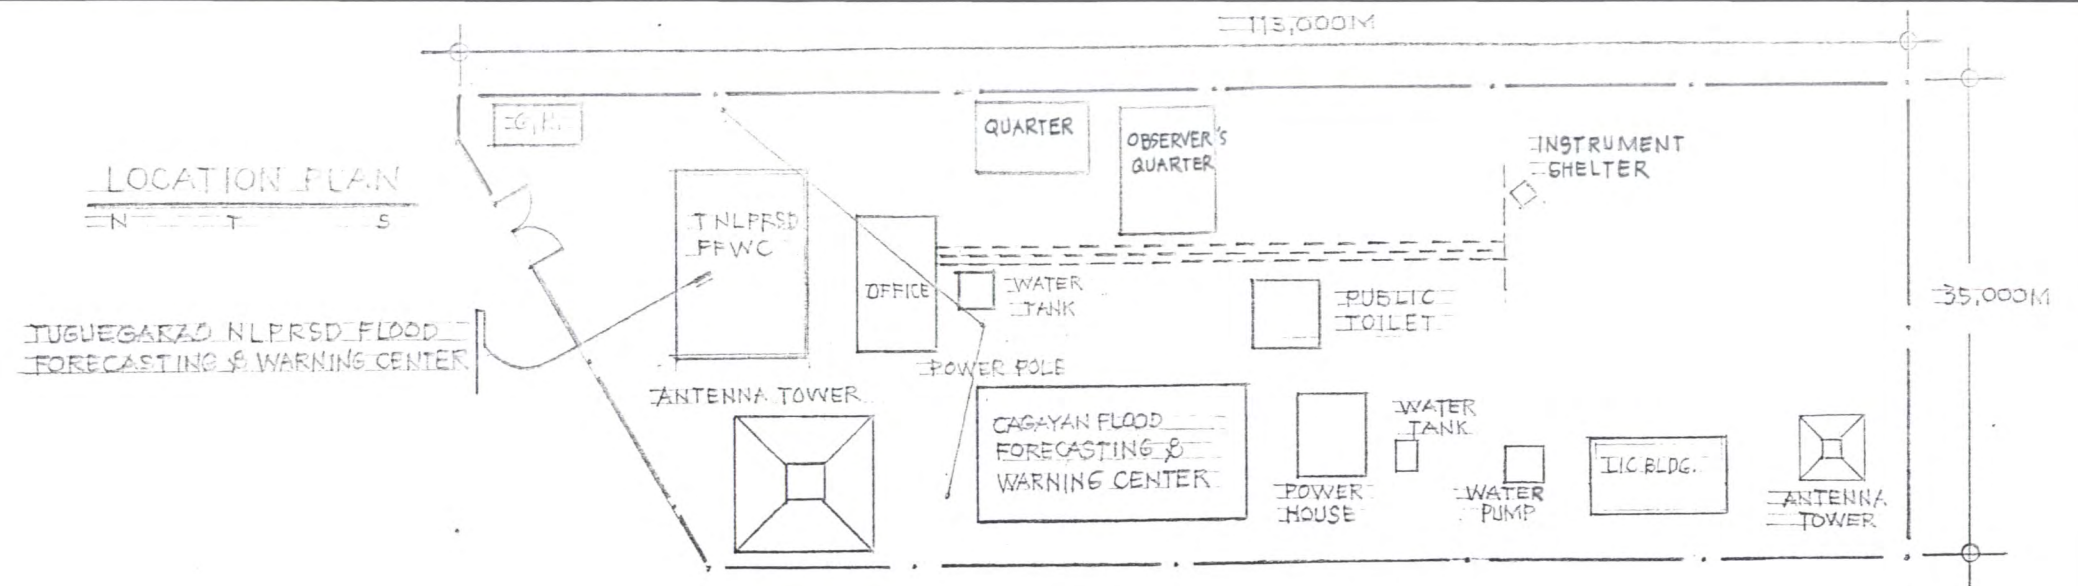 113,000M
G.H.
QUARTER
OBSERVER'S
QUARTER
INSTRUMENT
SHELTER
LOCATION PLAN
N T S
TNLPRSD
FFWC
OFFICE
WATER
TANK
PUBLIC
TOILET
35,000M
TUGUEGARAO NLPRSD FLOOD
FORECASTING & WARNING CENTER
POWER POLE
ANTENNA TOWER
CAGAYAN FLOOD
FORECASTING &
WARNING CENTER
POWER
HOUSE
WATER
TANK
WATER
PUMP
I.I.C BLDG.
ANTENNA
TOWER